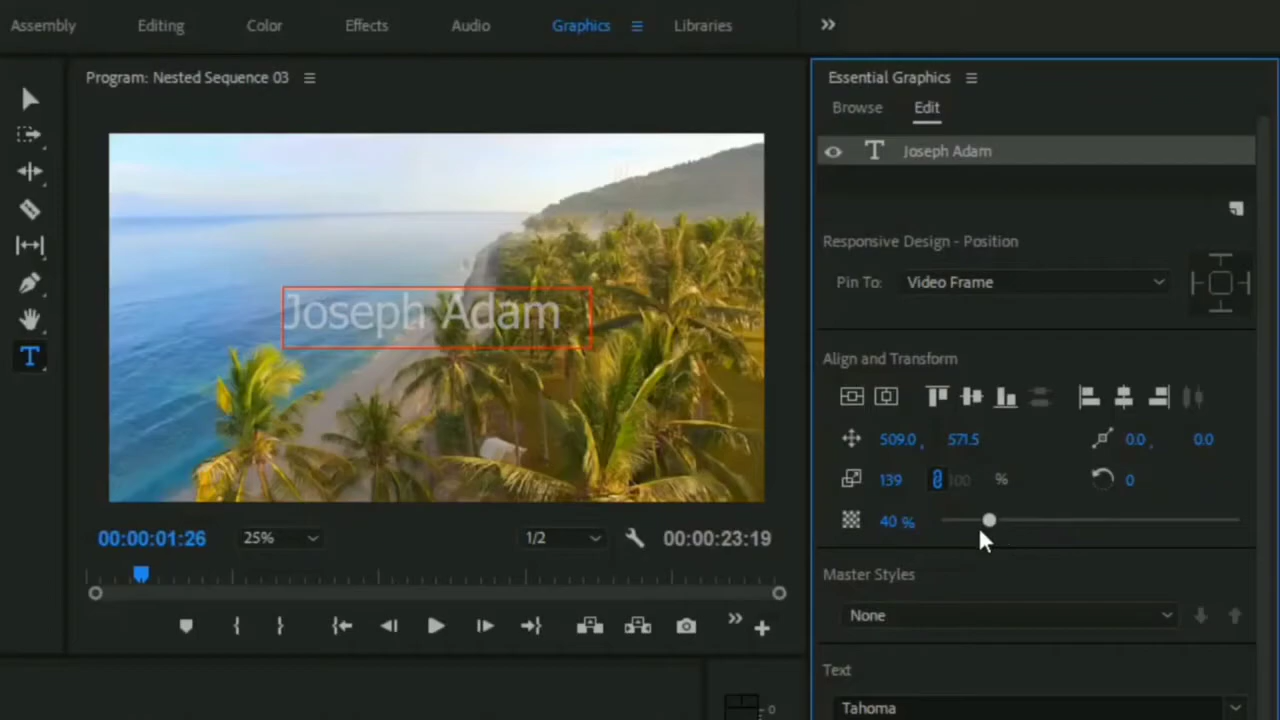 Assembly Editing Color Effects Audio Graphics Libraries
Program: Nested Sequence 03
Essential Graphics
Browse Edit
T Joseph Adam
Responsive Design - Position
Pin To: Video Frame
Joseph Adam
Align and Transform
509.0 , 571.5 0.0 , 0.0
139 100 % 0
40 %
00:00:01:26 25% 1/2 00:00:23:19
Master Styles
None
Text
Tahoma
0